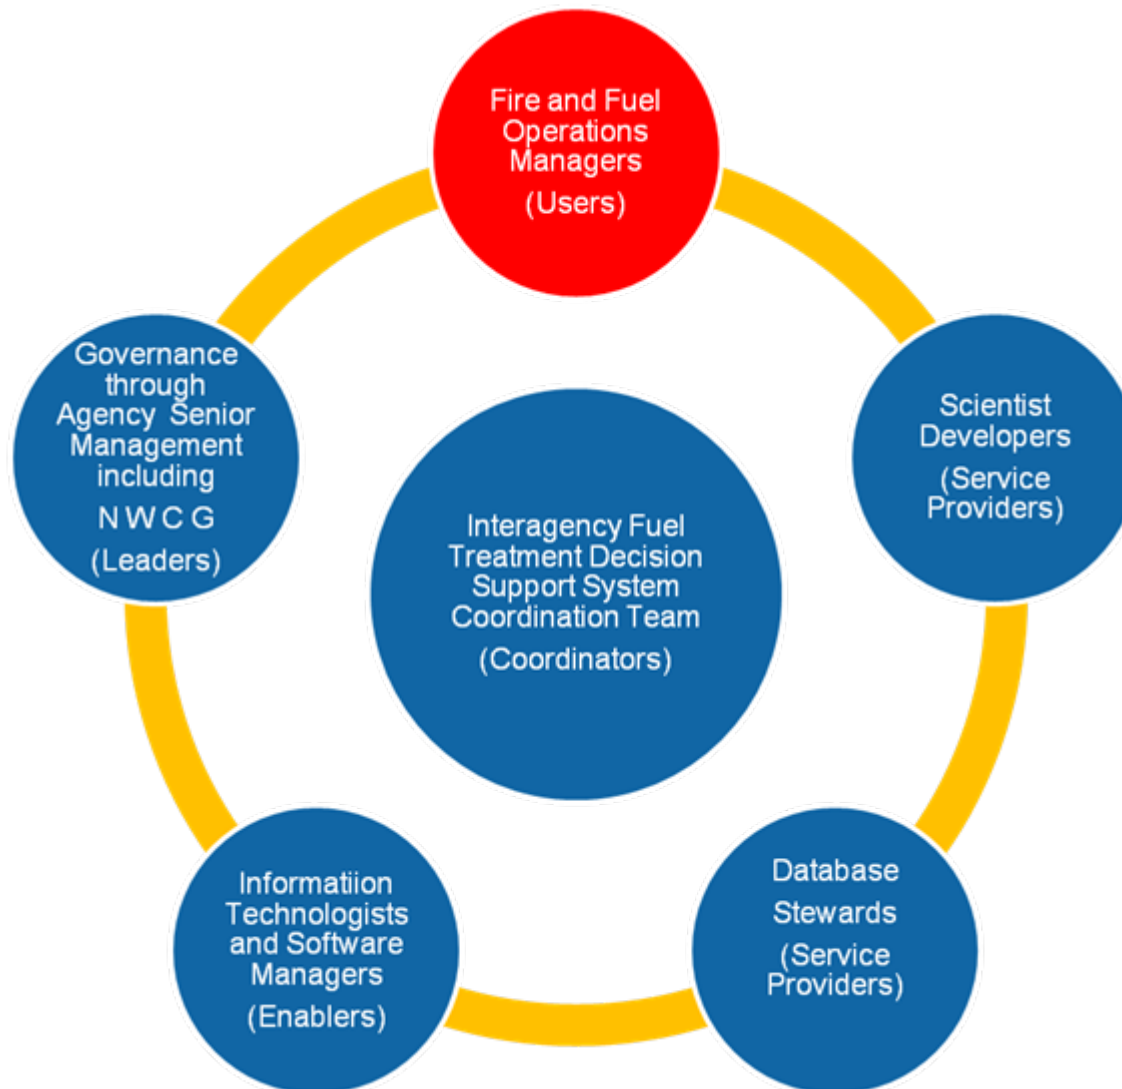 Fire and Fuel
Operations
Managers
(Users)
Governance
through
Agency Senior
Management
including
N W C G
(Leaders)
Scientist
Developers
(Service
Providers)
Interagency Fuel
Treatment Decision
Support System
Coordination Team
(Coordinators)
Informatiion
Technologists
and Software
Managers
(Enablers)
Database
Stewards
(Service
Providers)